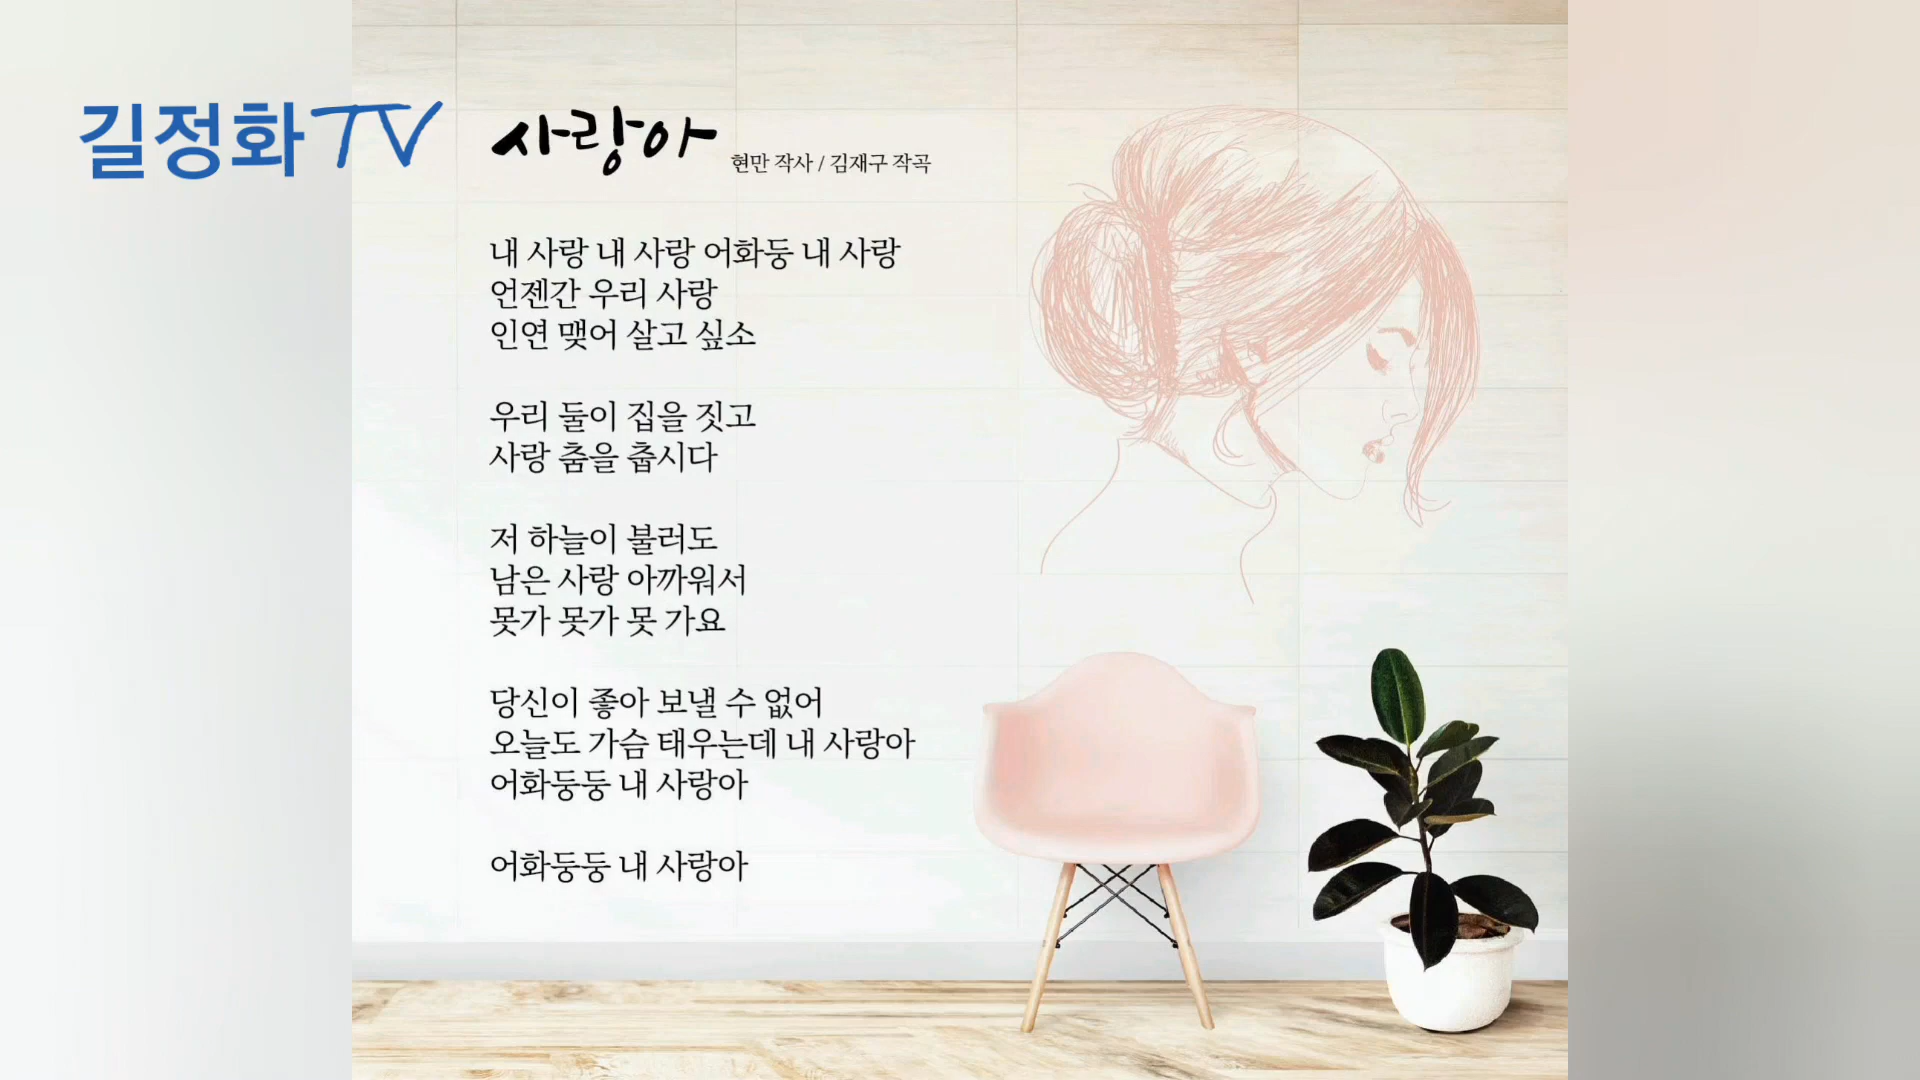 길정화TV
사랑아
현만 작사 / 김재구 작곡
내 사랑 내 사랑 어화둥 내 사랑
언젠간 우리 사랑
인연 맺어 살고 싶소
우리 둘이 집을 짓고
사랑 춤을 춥시다
저 하늘이 불러도
남은 사랑 아까워서
못가 못가 못 가요
당신이 좋아 보낼 수 없어
오늘도 가슴 태우는데 내 사랑아
어화둥둥 내 사랑아
어화둥둥 내 사랑아